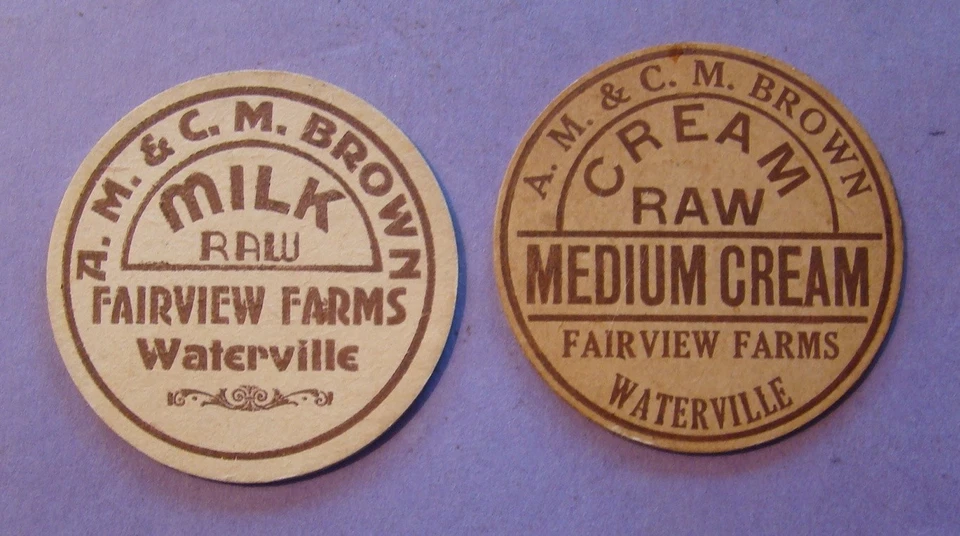 A. M. & C. M. BROWN
MILK
RAW
FAIRVIEW FARMS
Waterville
A. M. & C. M. BROWN
CREAM
RAW
MEDIUM CREAM
FAIRVIEW FARMS
WATERVILLE